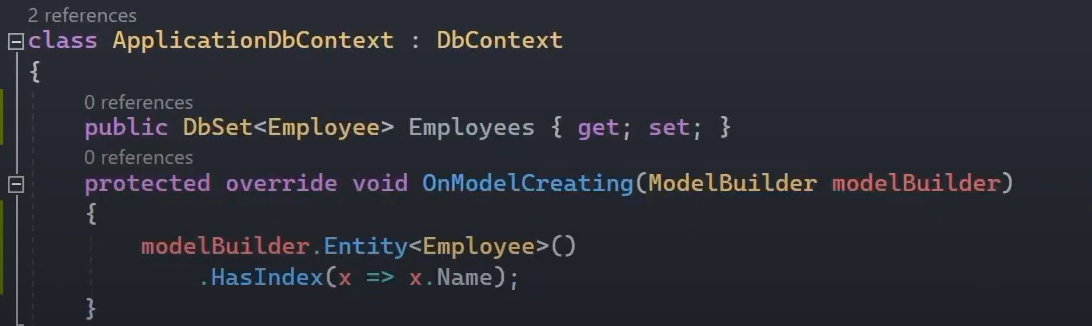 2 references
class ApplicationDbContext : DbContext
{
0 references
public DbSet<Employee> Employees { get; set; }
0 references
protected override void OnModelCreating(ModelBuilder modelBuilder)
{
modelBuilder.Entity<Employee>()
.HasIndex(x => x.Name);
}